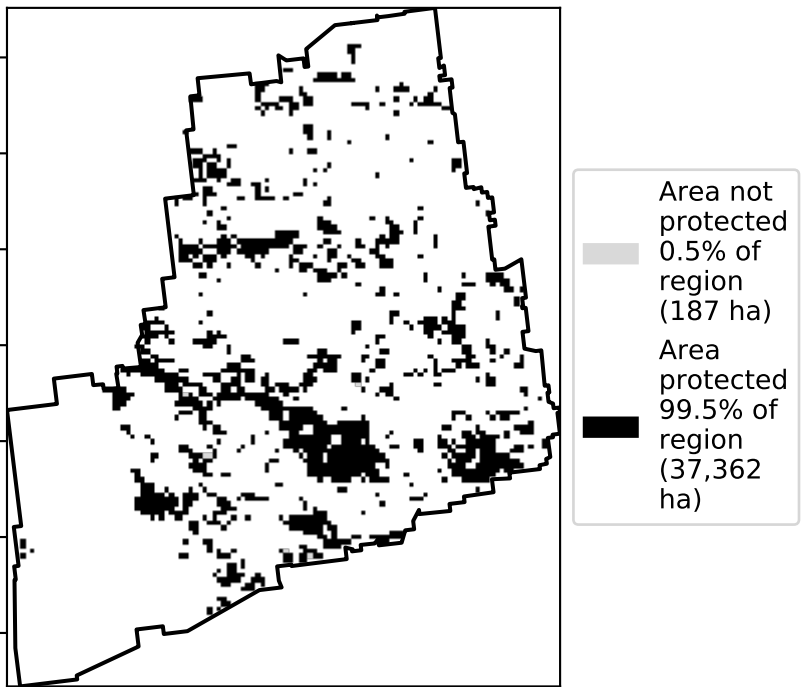 Area not
protected
0.5% of
region
(187 ha)
Area
protected
99.5% of
region
(37,362
ha)